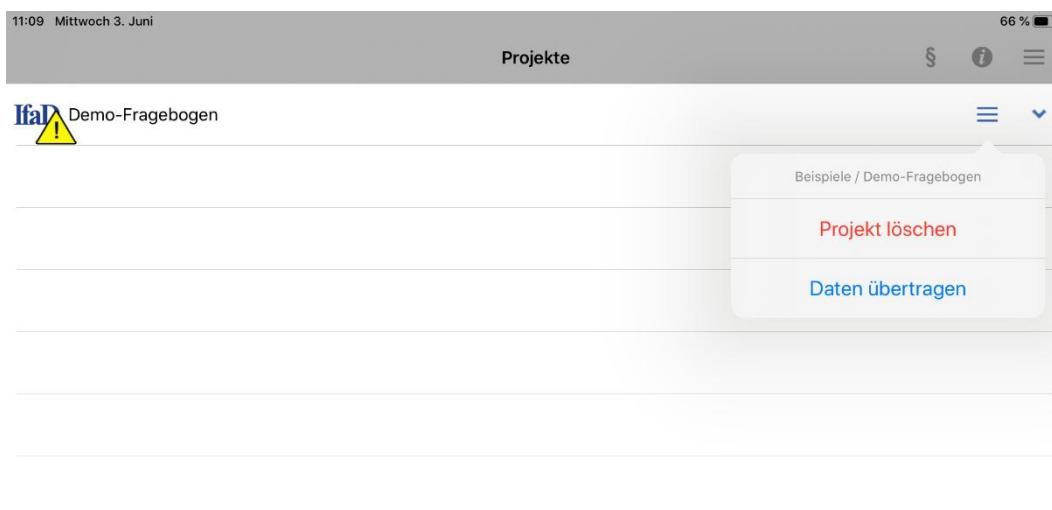 11:09 Mittwoch 3. Juni 66 %
Projekte § i
IfaD ! Demo-Fragebogen
Beispiele / Demo-Fragebogen
Projekt löschen
Daten übertragen